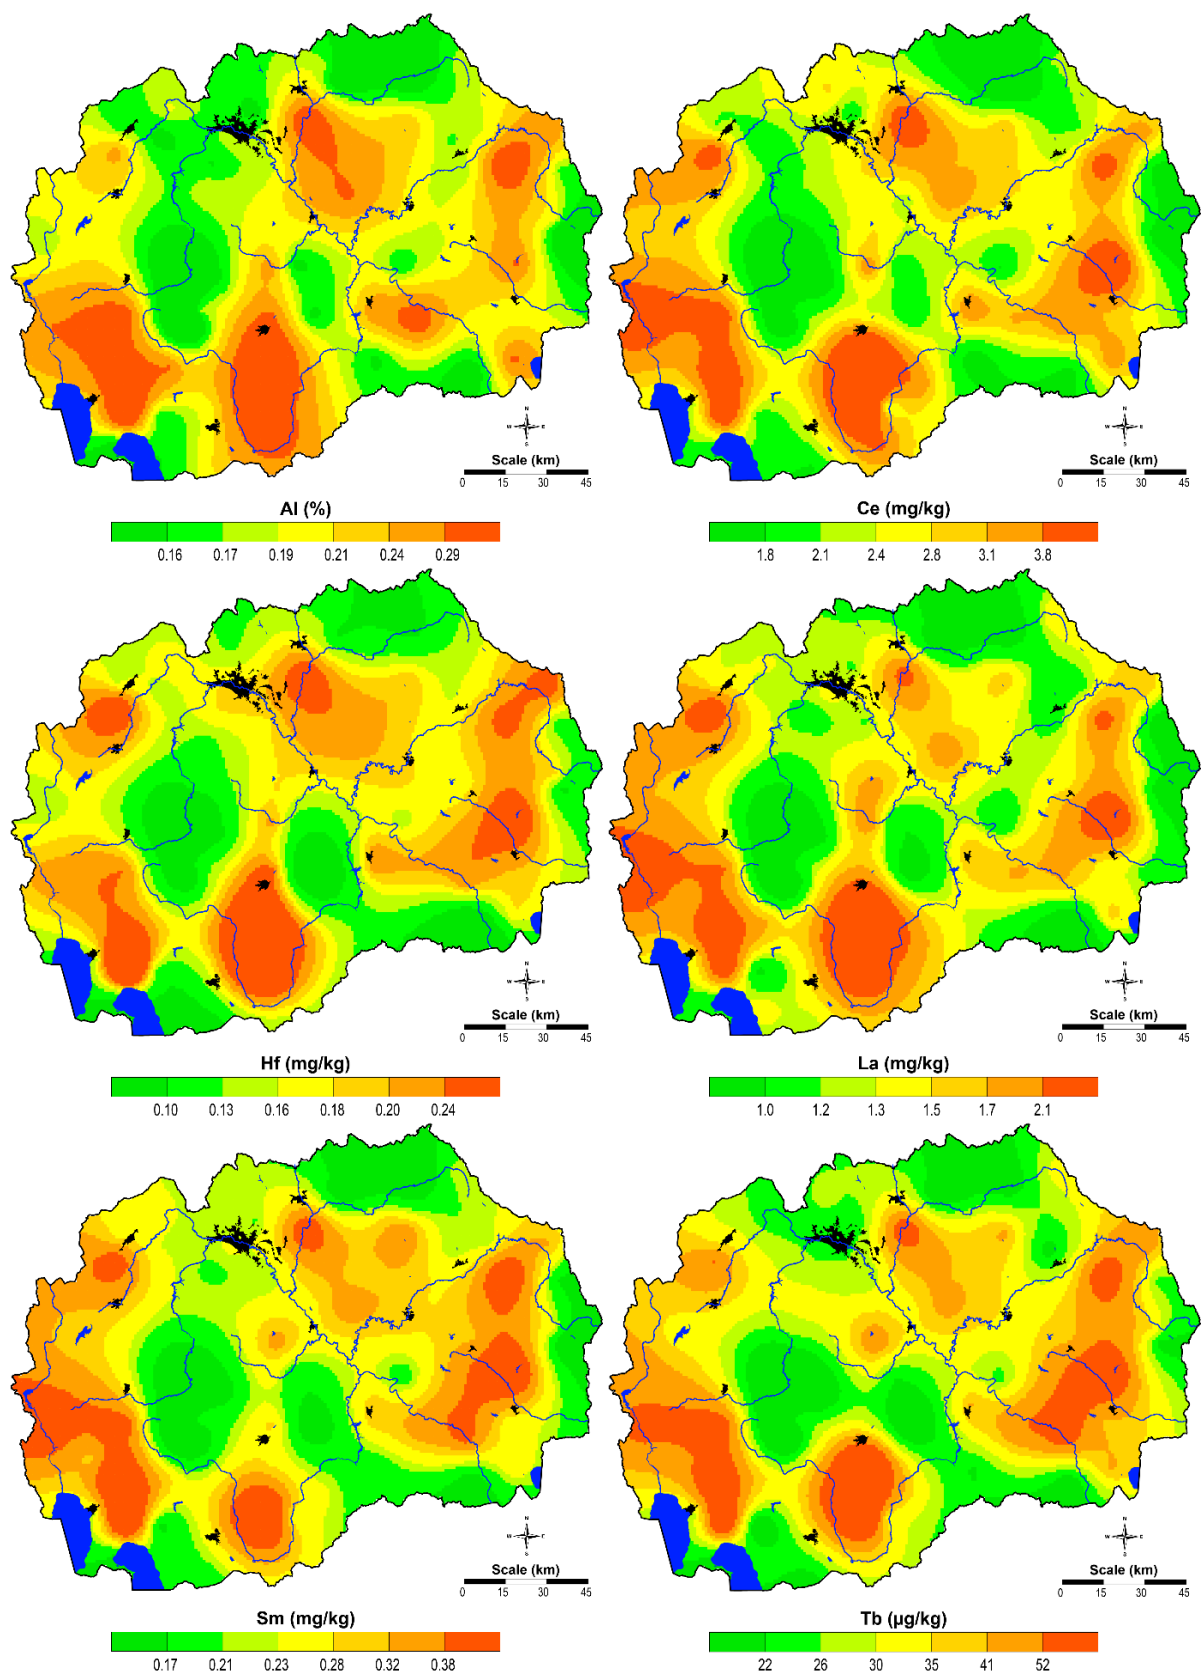 N
W E
S
Scale (km)
0 15 30 45
N
W E
S
Scale (km)
0 15 30 45
Al (%)
0.16 0.17 0.19 0.21 0.24 0.29
Ce (mg/kg)
1.8 2.1 2.4 2.8 3.1 3.8
N
W E
S
Scale (km)
0 15 30 45
N
W E
S
Scale (km)
0 15 30 45
Hf (mg/kg)
0.10 0.13 0.16 0.18 0.20 0.24
La (mg/kg)
1.0 1.2 1.3 1.5 1.7 2.1
N
W E
S
Scale (km)
0 15 30 45
N
W E
S
Scale (km)
0 15 30 45
Sm (mg/kg)
0.17 0.21 0.23 0.28 0.32 0.38
Tb (µg/kg)
22 26 30 35 41 52